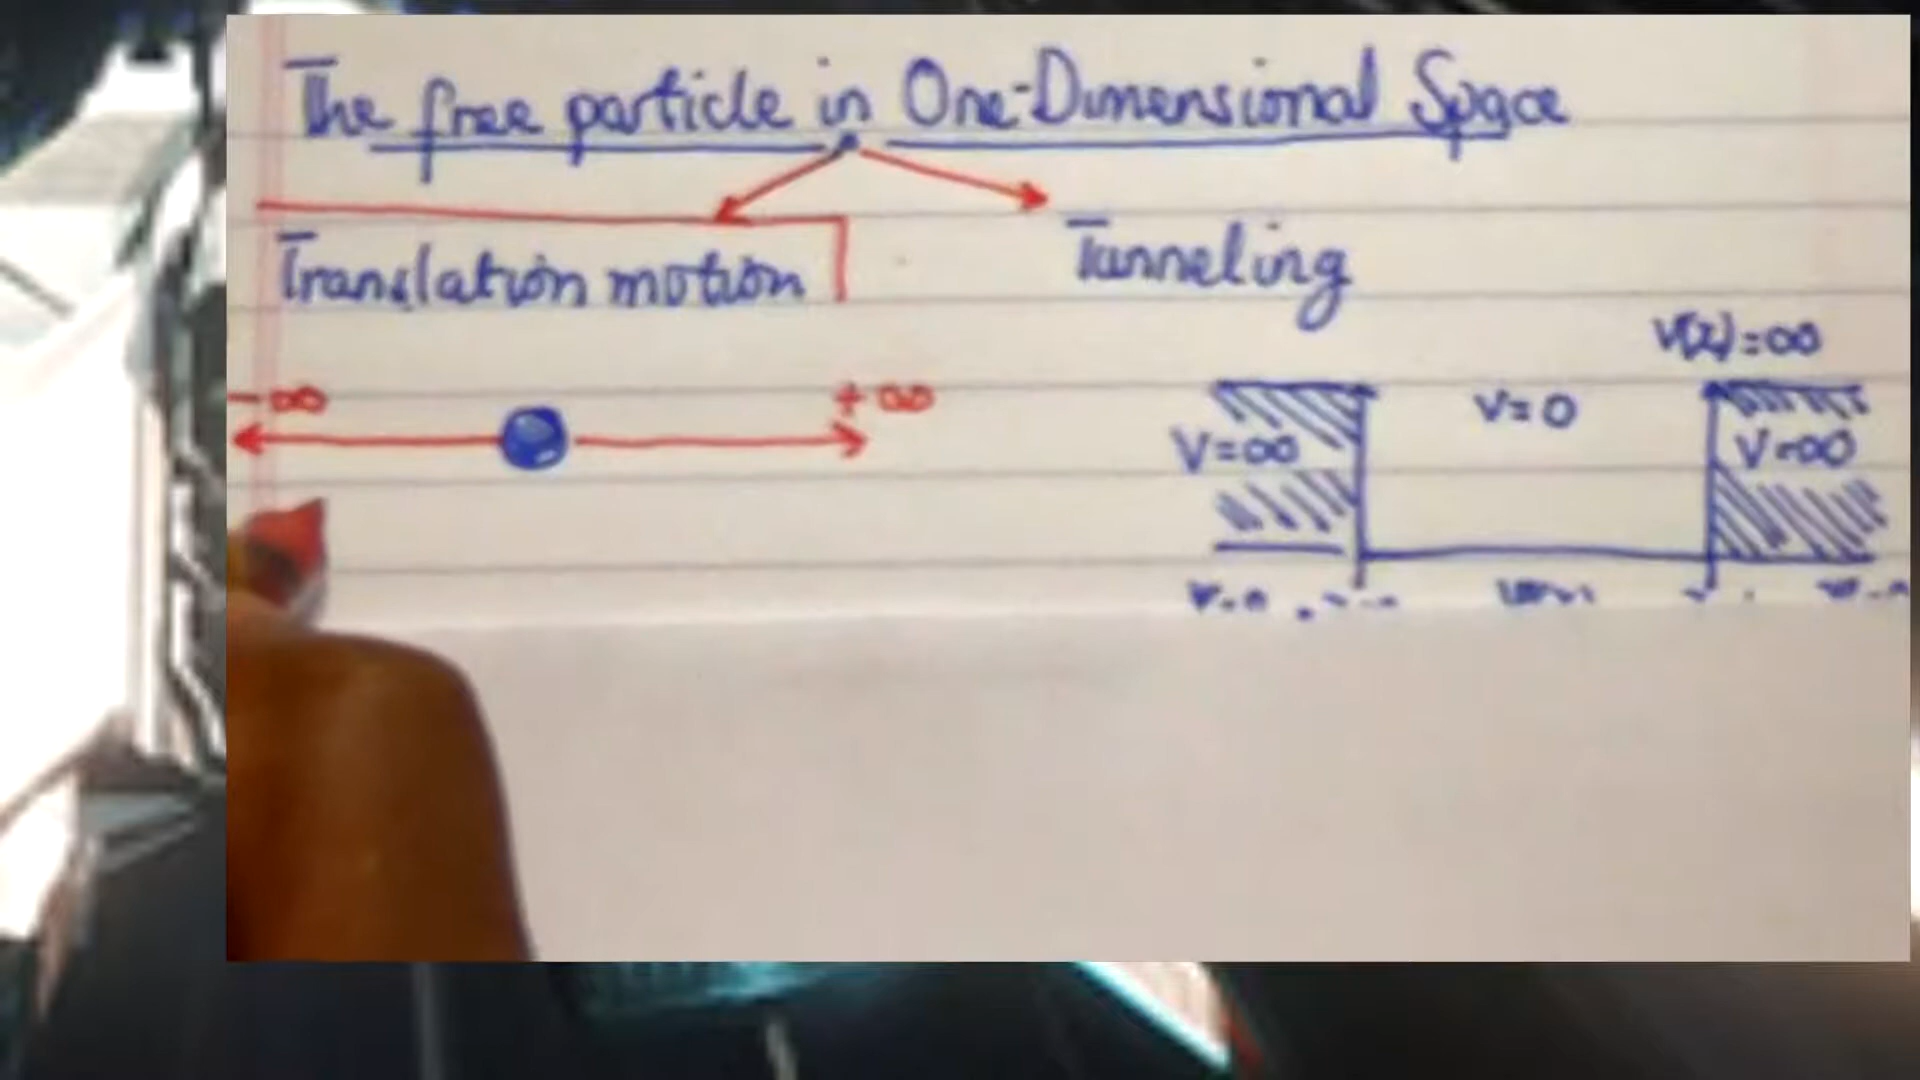 The free particle in One-Dimensional Space
Translation motion
Tunneling
V(x)=∞
-∞
+∞
V=0
V=∞
V=∞